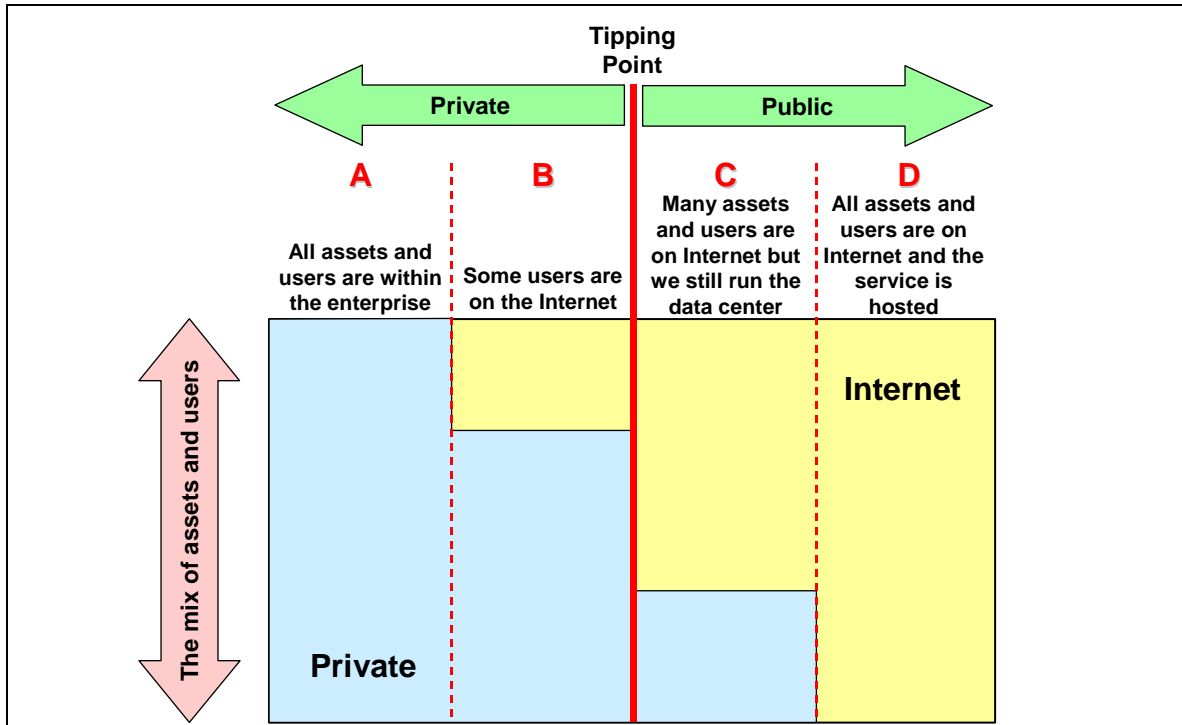 Tipping
Point
Private
Public
A
B
C
D
All assets and
users are within
the enterprise
Some users are
on the Internet
Many assets
and users are
on Internet but
we still run the
data center
All assets and
users are on
Internet and the
service is
hosted
The mix of assets and users
Internet
Private